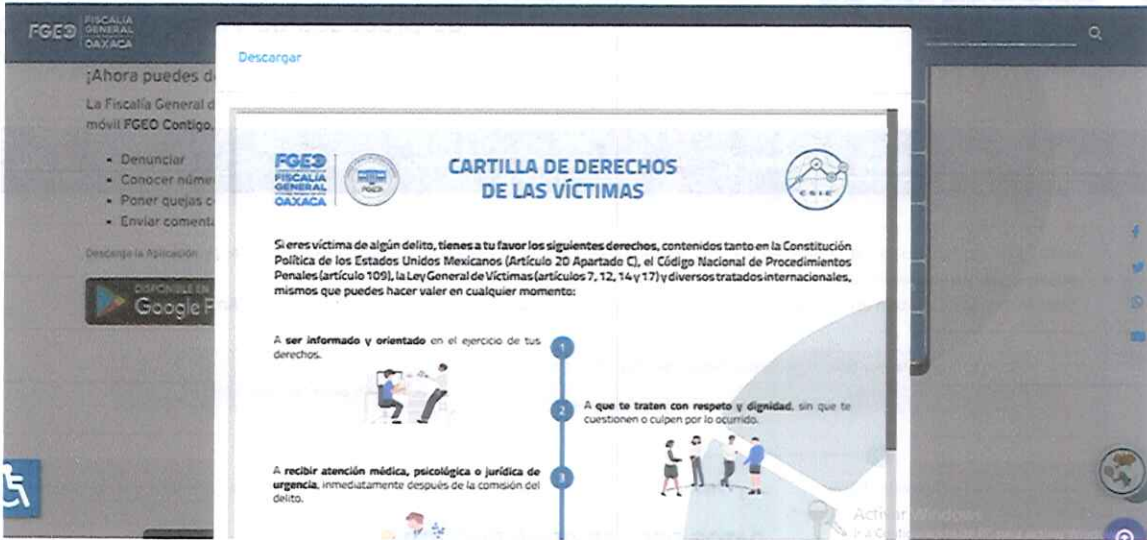 FGEO
FISCALÍA
GENERAL
OAXACA
Descargar
¡Ahora puedes d
La Fiscalía General d
móvil FGEO Contigo,
• Denunciar
• Conocer núme
• Poner quejas c
• Enviar comenta
Descarga la Aplicación
DISPONIBLE EN
Google P
FGEO
FISCALÍA
GENERAL
OAXACA
CARTILLA DE DERECHOS
DE LAS VÍCTIMAS
Si eres víctima de algún delito, tienes a tu favor los siguientes derechos, contenidos tanto en la Constitución
Política de los Estados Unidos Mexicanos (Artículo 20 Apartado C), el Código Nacional de Procedimientos
Penales (artículo 109), la Ley General de Víctimas (artículos 7, 12, 14 y 17) y diversos tratados internacionales,
mismos que puedes hacer valer en cualquier momento:
A ser informado y orientado en el ejercicio de tus
derechos.
1
2
A que te traten con respeto y dignidad, sin que te
cuestionen o culpen por lo ocurrido.
A recibir atención médica, psicológica o jurídica de
urgencia, inmediatamente después de la comisión del
delito.
3
Activar Windows